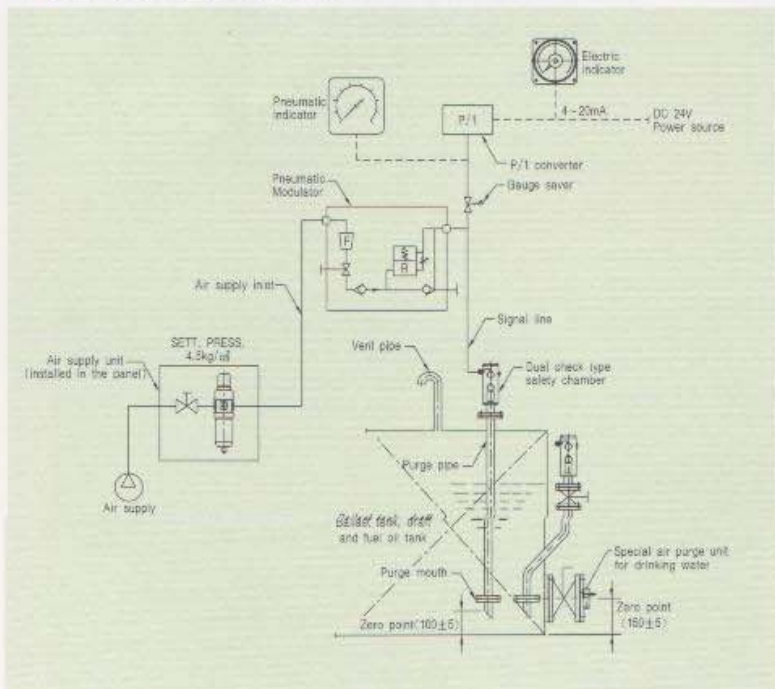 Electric
indicator
Pneumatic
Indicator
P/1
4~20mA
DC 24V
Power source
P/1 converter
Pneumatic
Modulator
Gauge saver
F
R
Air supply inlet
Signal line
SETT. PRESS.
4.5kg/㎠
Vent pipe
Air supply unit
(installed in the panel)
Dual check type
safety chamber
Purge pipe
Air supply
Ballast tank, draft
and fuel oil tank
Special air purge unit
for drinking water
Purge mouth
Zero point(100±5)
Zero point
(160±5)